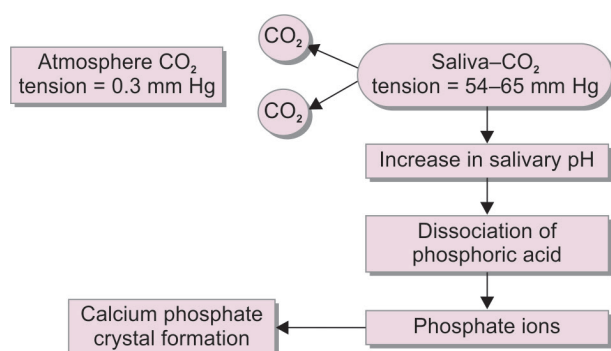 Atmosphere CO₂
tension = 0.3 mm Hg
CO₂
CO₂
Saliva–CO₂
tension = 54–65 mm Hg
Increase in salivary pH
Dissociation of
phosphoric acid
Phosphate ions
Calcium phosphate
crystal formation